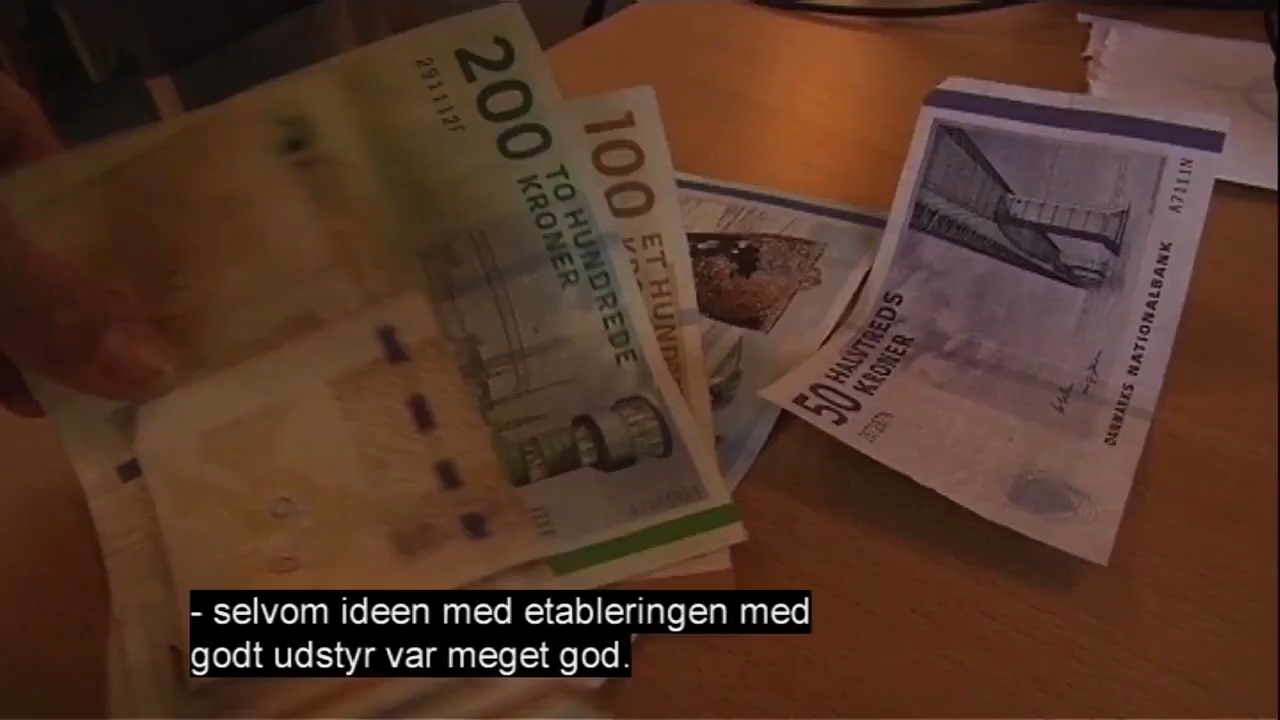 200
TO HUNDREDE
KRONER
100
ET HUNDR
50 HALVTREDS
KRONER
A7111N
DANMARKS NATIONALBANK
- selvom ideen med etableringen med
godt udstyr var meget god.